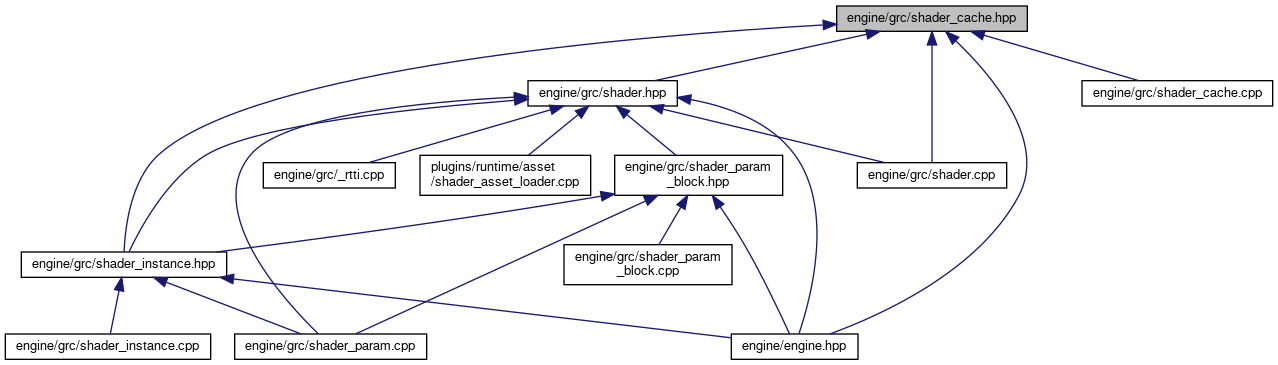 engine/grc/shader_cache.hpp
engine/grc/shader.hpp
engine/grc/shader_cache.cpp
engine/grc/_rtti.cpp
plugins/runtime/asset
/shader_asset_loader.cpp
engine/grc/shader_param
_block.hpp
engine/grc/shader.cpp
engine/grc/shader_instance.hpp
engine/grc/shader_param
_block.cpp
engine/grc/shader_instance.cpp
engine/grc/shader_param.cpp
engine/engine.hpp